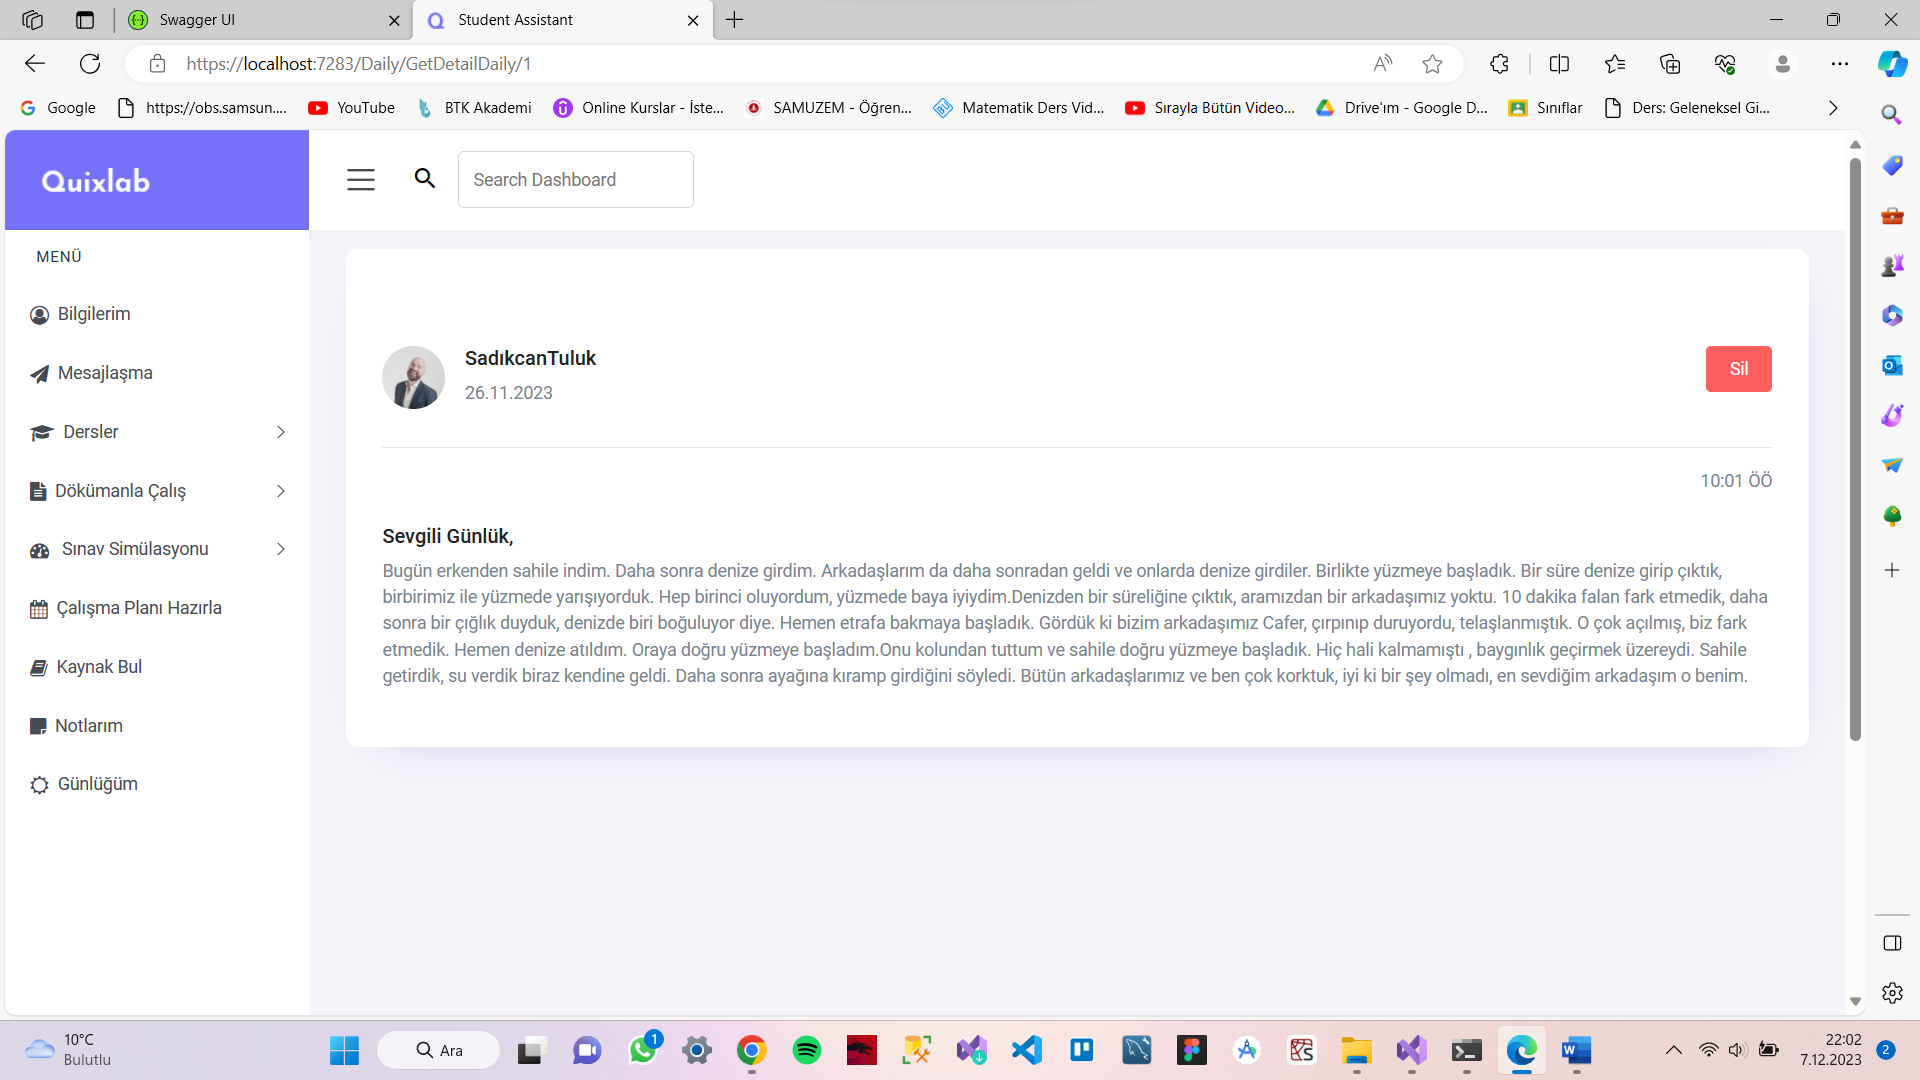 Swagger UI
Student Assistant
https://localhost:7283/Daily/GetDetailDaily/1
Google
https://obs.samsun....
YouTube
BTK Akademi
Online Kurslar - İste...
SAMUZEM - Öğren...
Matematik Ders Vid...
Sırayla Bütün Video...
Drive'ım - Google D...
Sınıflar
Ders: Geleneksel Gi...
Quixlab
Search Dashboard
MENÜ
Bilgilerim
Mesajlaşma
Dersler
Dökümanla Çalış
Sınav Simülasyonu
Çalışma Planı Hazırla
Kaynak Bul
Notlarım
Günlüğüm
SadıkcanTuluk
26.11.2023
Sil
10:01 ÖÖ
Sevgili Günlük,
Bugün erkenden sahile indim. Daha sonra denize girdim. Arkadaşlarım da daha sonradan geldi ve onlarda denize girdiler. Birlikte yüzmeye başladık. Bir süre denize girip çıktık,
birbirimiz ile yüzmede yarışıyorduk. Hep birinci oluyordum, yüzmede baya iyiydim.Denizden bir süreliğine çıktık, aramızdan bir arkadaşımız yoktu. 10 dakika falan fark etmedik, daha
sonra bir çığlık duyduk, denizde biri boğuluyor diye. Hemen etrafa bakmaya başladık. Gördük ki bizim arkadaşımız Cafer, çırpınıp duruyordu, telaşlanmıştık. O çok açılmış, biz fark
etmedik. Hemen denize atıldım. Oraya doğru yüzmeye başladım.Onu kolundan tuttum ve sahile doğru yüzmeye başladık. Hiç hali kalmamıştı , baygınlık geçirmek üzereydi. Sahile
getirdik, su verdik biraz kendine geldi. Daha sonra ayağına kıramp girdiğini söyledi. Bütün arkadaşlarımız ve ben çok korktuk, iyi ki bir şey olmadı, en sevdiğim arkadaşım o benim.
10°C
Bulutlu
Ara
1
22:02
7.12.2023
2